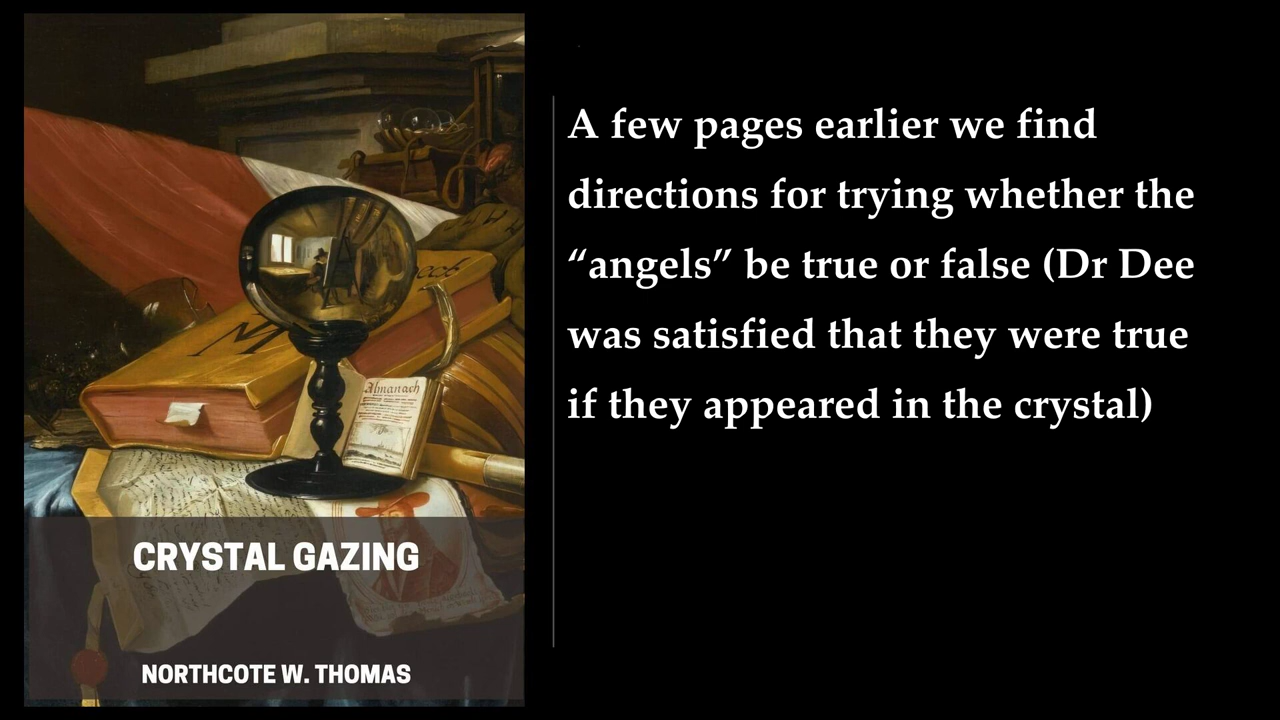 A few pages earlier we find
directions for trying whether the
“angels” be true or false (Dr Dee
was satisfied that they were true
if they appeared in the crystal)
Almanach
M
CRYSTAL GAZING
NORTHCOTE W. THOMAS